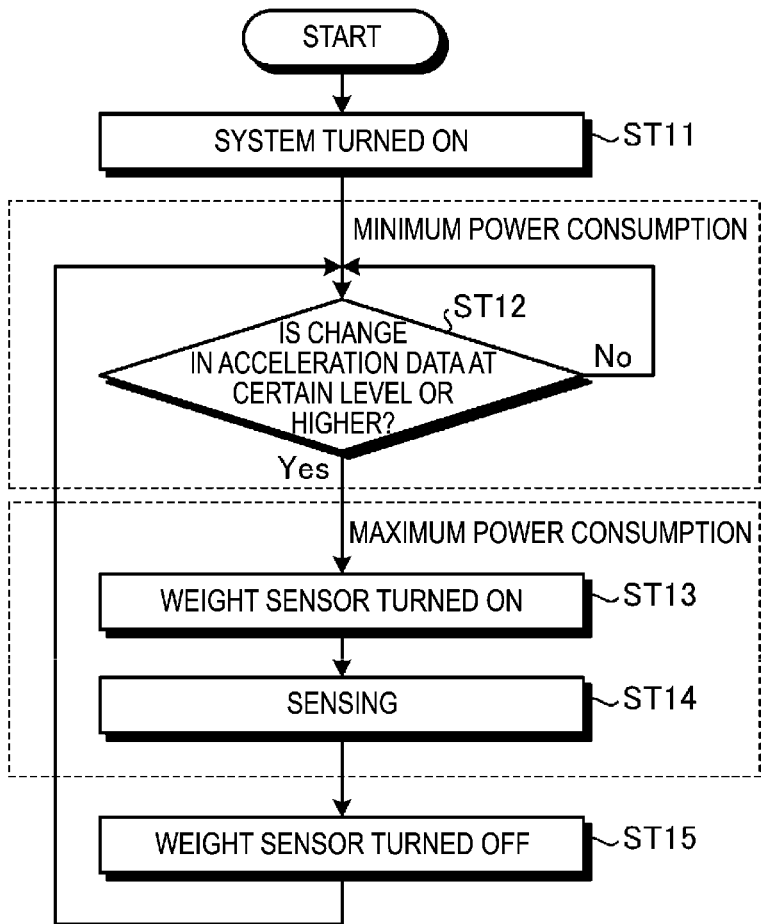 START
SYSTEM TURNED ON
ST11
MINIMUM POWER CONSUMPTION
ST12
IS CHANGE
IN ACCELERATION DATA AT
CERTAIN LEVEL OR
HIGHER?
No
Yes
MAXIMUM POWER CONSUMPTION
WEIGHT SENSOR TURNED ON
ST13
SENSING
ST14
WEIGHT SENSOR TURNED OFF
ST15